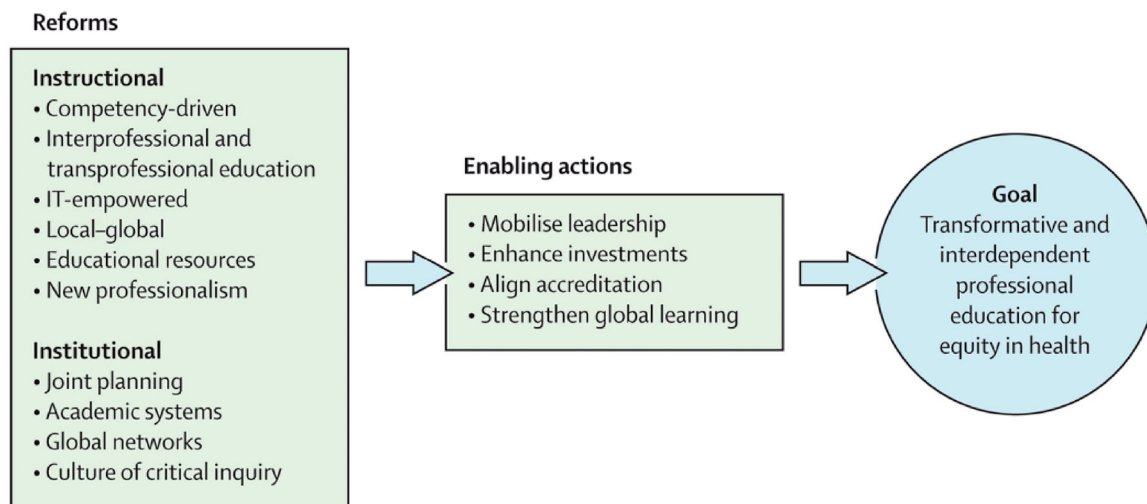 Reforms
Instructional
• Competency-driven
• Interprofessional and
transprofessional education
• IT-empowered
• Local–global
• Educational resources
• New professionalism
Institutional
• Joint planning
• Academic systems
• Global networks
• Culture of critical inquiry
Enabling actions
• Mobilise leadership
• Enhance investments
• Align accreditation
• Strengthen global learning
Goal
Transformative and
interdependent
professional
education for
equity in health